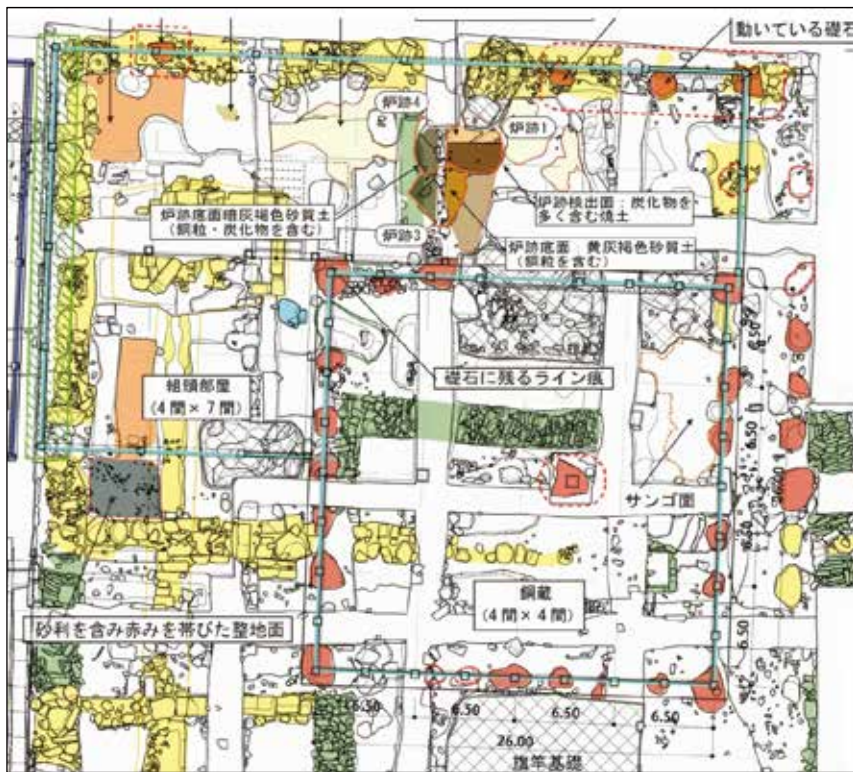 動いている礎石
炉跡4
炉跡1
炉跡底面暗灰褐色砂質土
(銅粒・炭化物を含む)
炉跡検出面：炭化物を
多く含む焼土
炉跡3
炉跡底面：黄灰褐色砂質土
(銅粒を含む)
6.50
礎石に残るライン痕
組頭部屋
(4間×7間)
6.50
サンゴ面
6.50
銅蔵
(4間×4間)
砂利を含み赤みを帯びた整地面
6.50
6.50
6.50
6.50
6.50
26.00
旗竿基礎